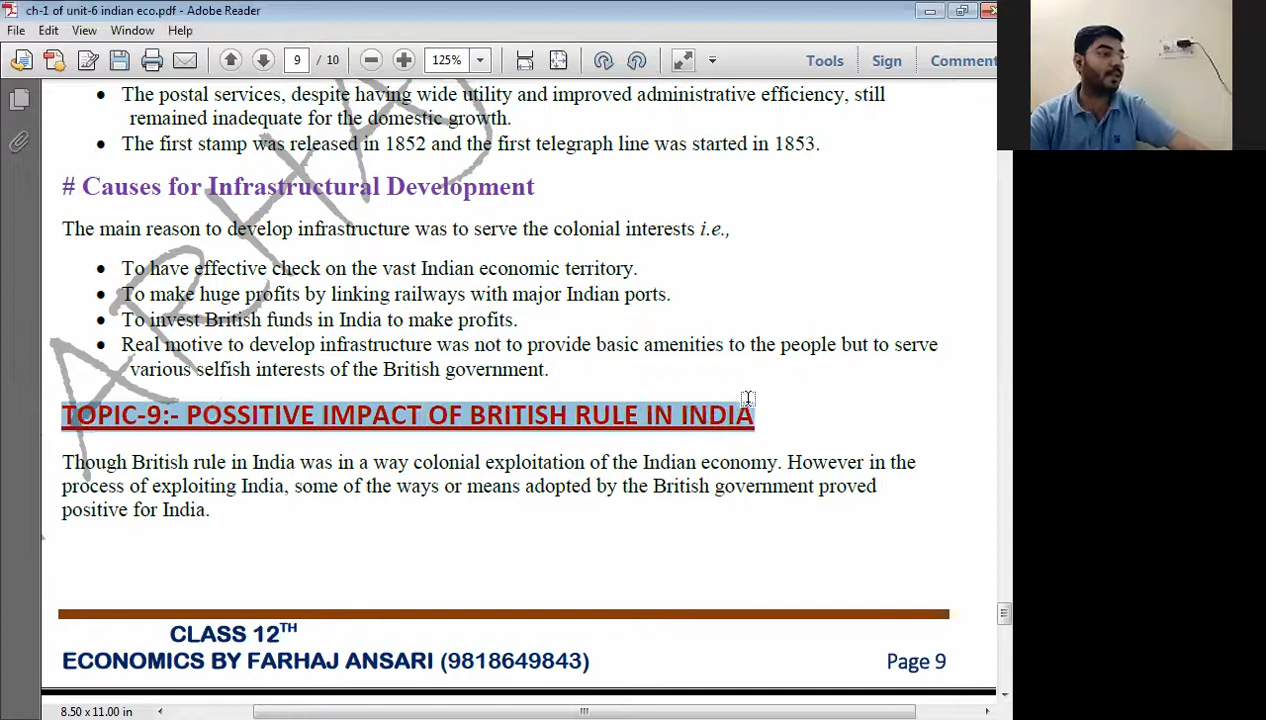 ch-1 of unit-6 indian eco.pdf - Adobe Reader
File Edit View Window Help
9 / 10 125% Tools Sign Comment
• The postal services, despite having wide utility and improved administrative efficiency, still
remained inadequate for the domestic growth.
• The first stamp was released in 1852 and the first telegraph line was started in 1853.
# Causes for Infrastructural Development
The main reason to develop infrastructure was to serve the colonial interests i.e.,
• To have effective check on the vast Indian economic territory.
• To make huge profits by linking railways with major Indian ports.
• To invest British funds in India to make profits.
• Real motive to develop infrastructure was not to provide basic amenities to the people but to serve
various selfish interests of the British government.
TOPIC-9:- POSSITIVE IMPACT OF BRITISH RULE IN INDIA
Though British rule in India was in a way colonial exploitation of the Indian economy. However in the
process of exploiting India, some of the ways or means adopted by the British government proved
positive for India.
CLASS 12TH
ECONOMICS BY FARHAJ ANSARI (9818649843) Page 9
8.50 x 11.00 in